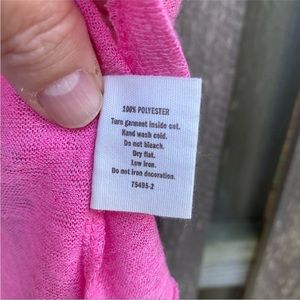 100% POLYESTER
Turn garment inside out.
Hand wash cold.
Do not bleach.
Dry flat.
Low iron.
Do not iron decoration.
75495-2